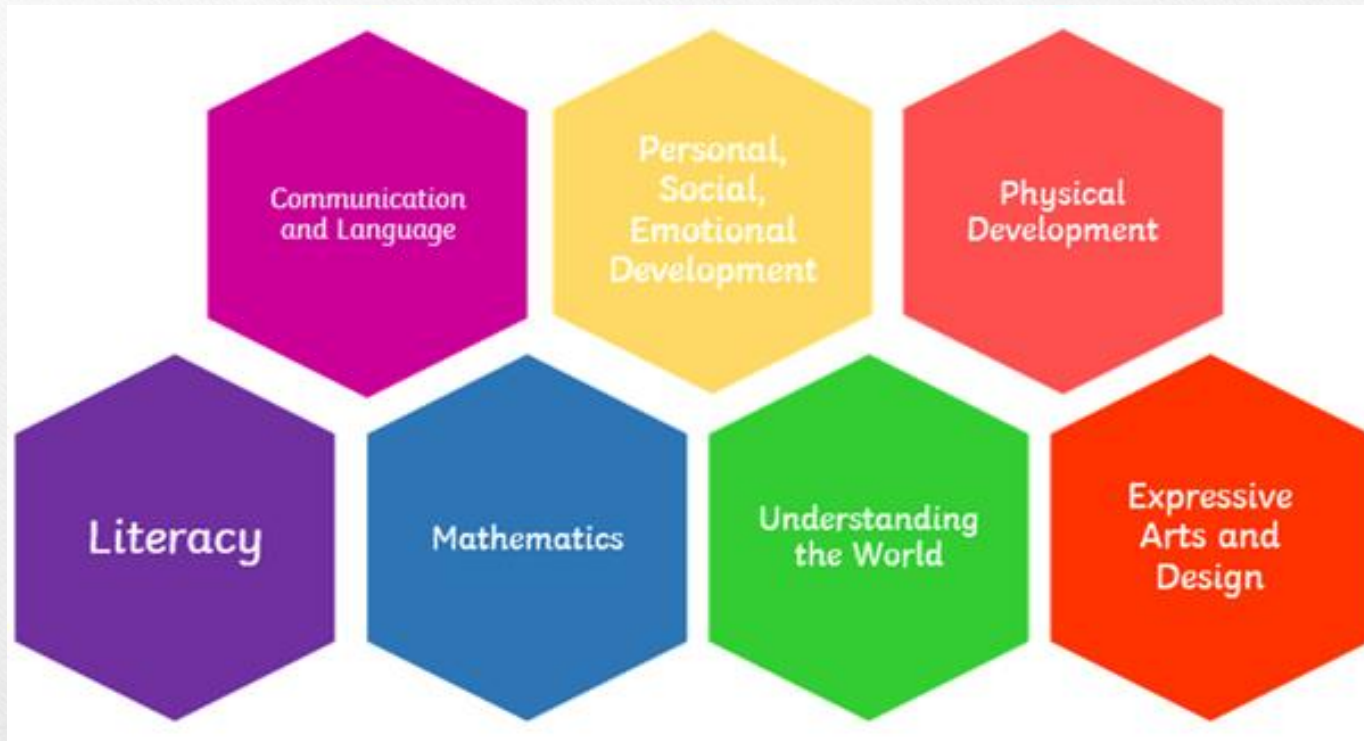 Communication
and Language
Personal,
Social,
Emotional
Development
Physical
Development
Literacy
Mathematics
Understanding
the World
Expressive
Arts and
Design